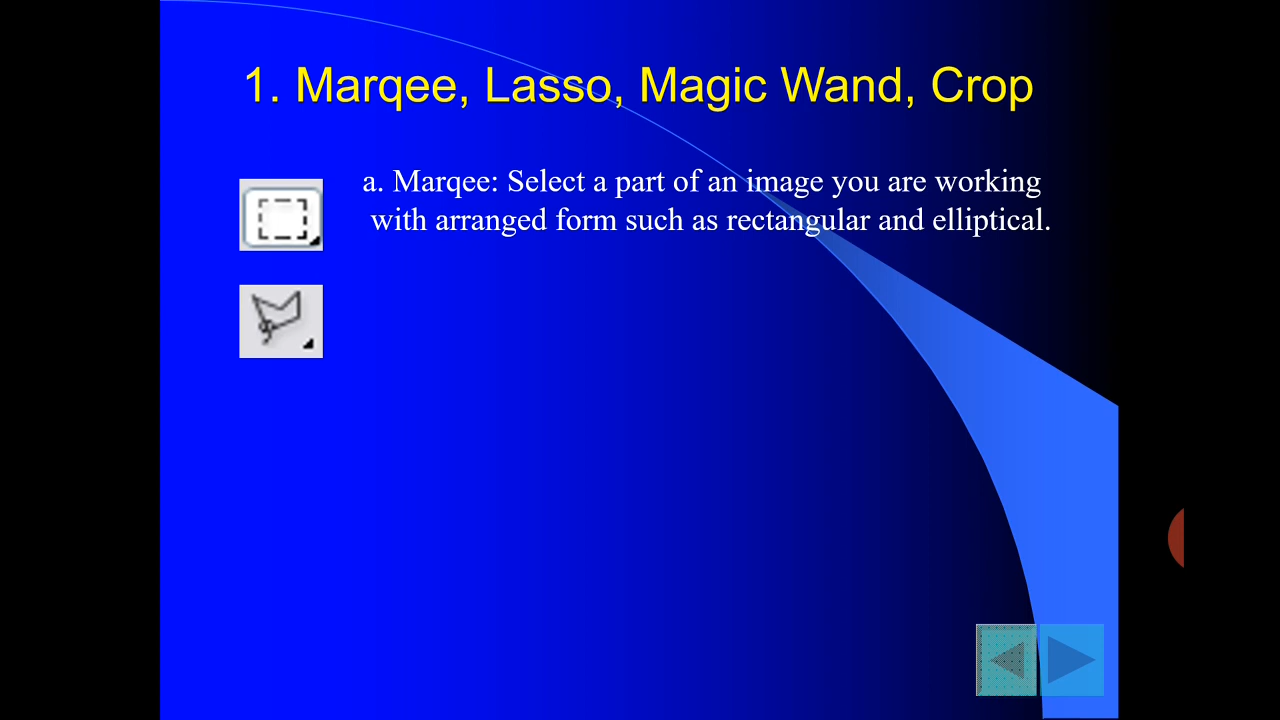 1. Marqee, Lasso, Magic Wand, Crop
a. Marqee: Select a part of an image you are working
with arranged form such as rectangular and elliptical.